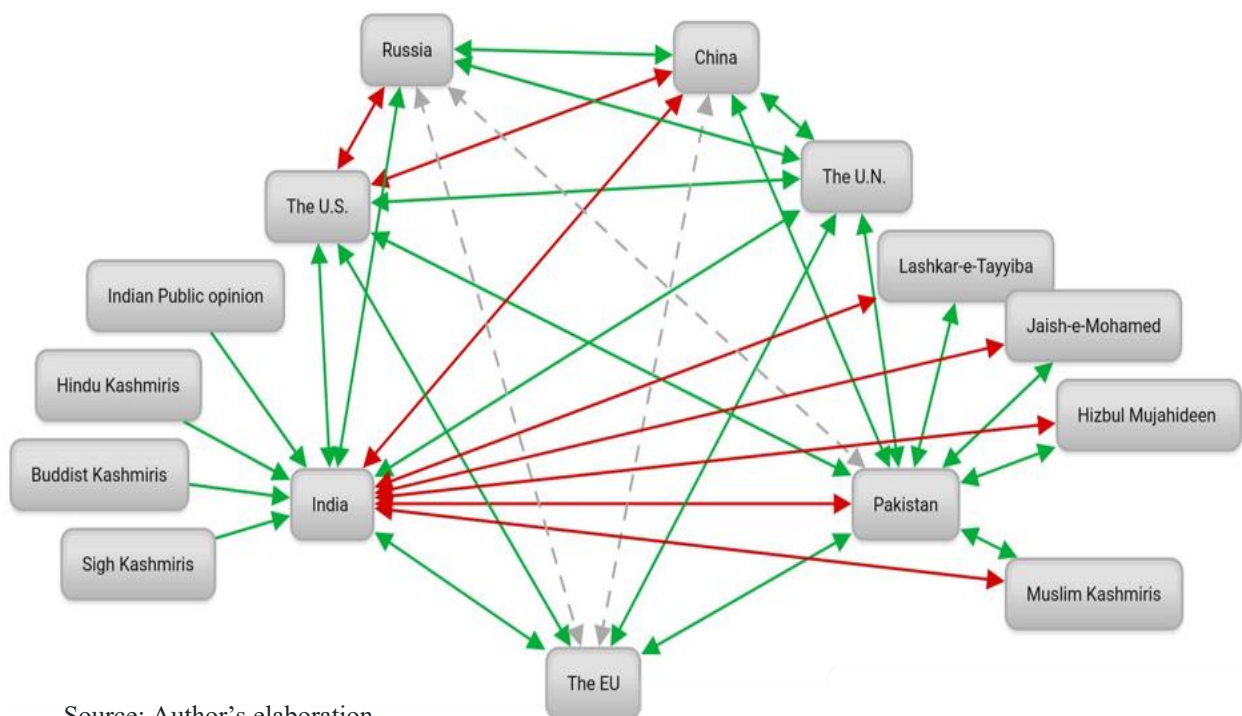 Russia
China
The U.N.
The U.S.
Lashkar-e-Tayyiba
Indian Public opinion
Jaish-e-Mohamed
Hindu Kashmiris
Hizbul Mujahideen
Buddist Kashmiris
India
Pakistan
Sigh Kashmiris
Muslim Kashmiris
The EU
Source: Author's elaboration